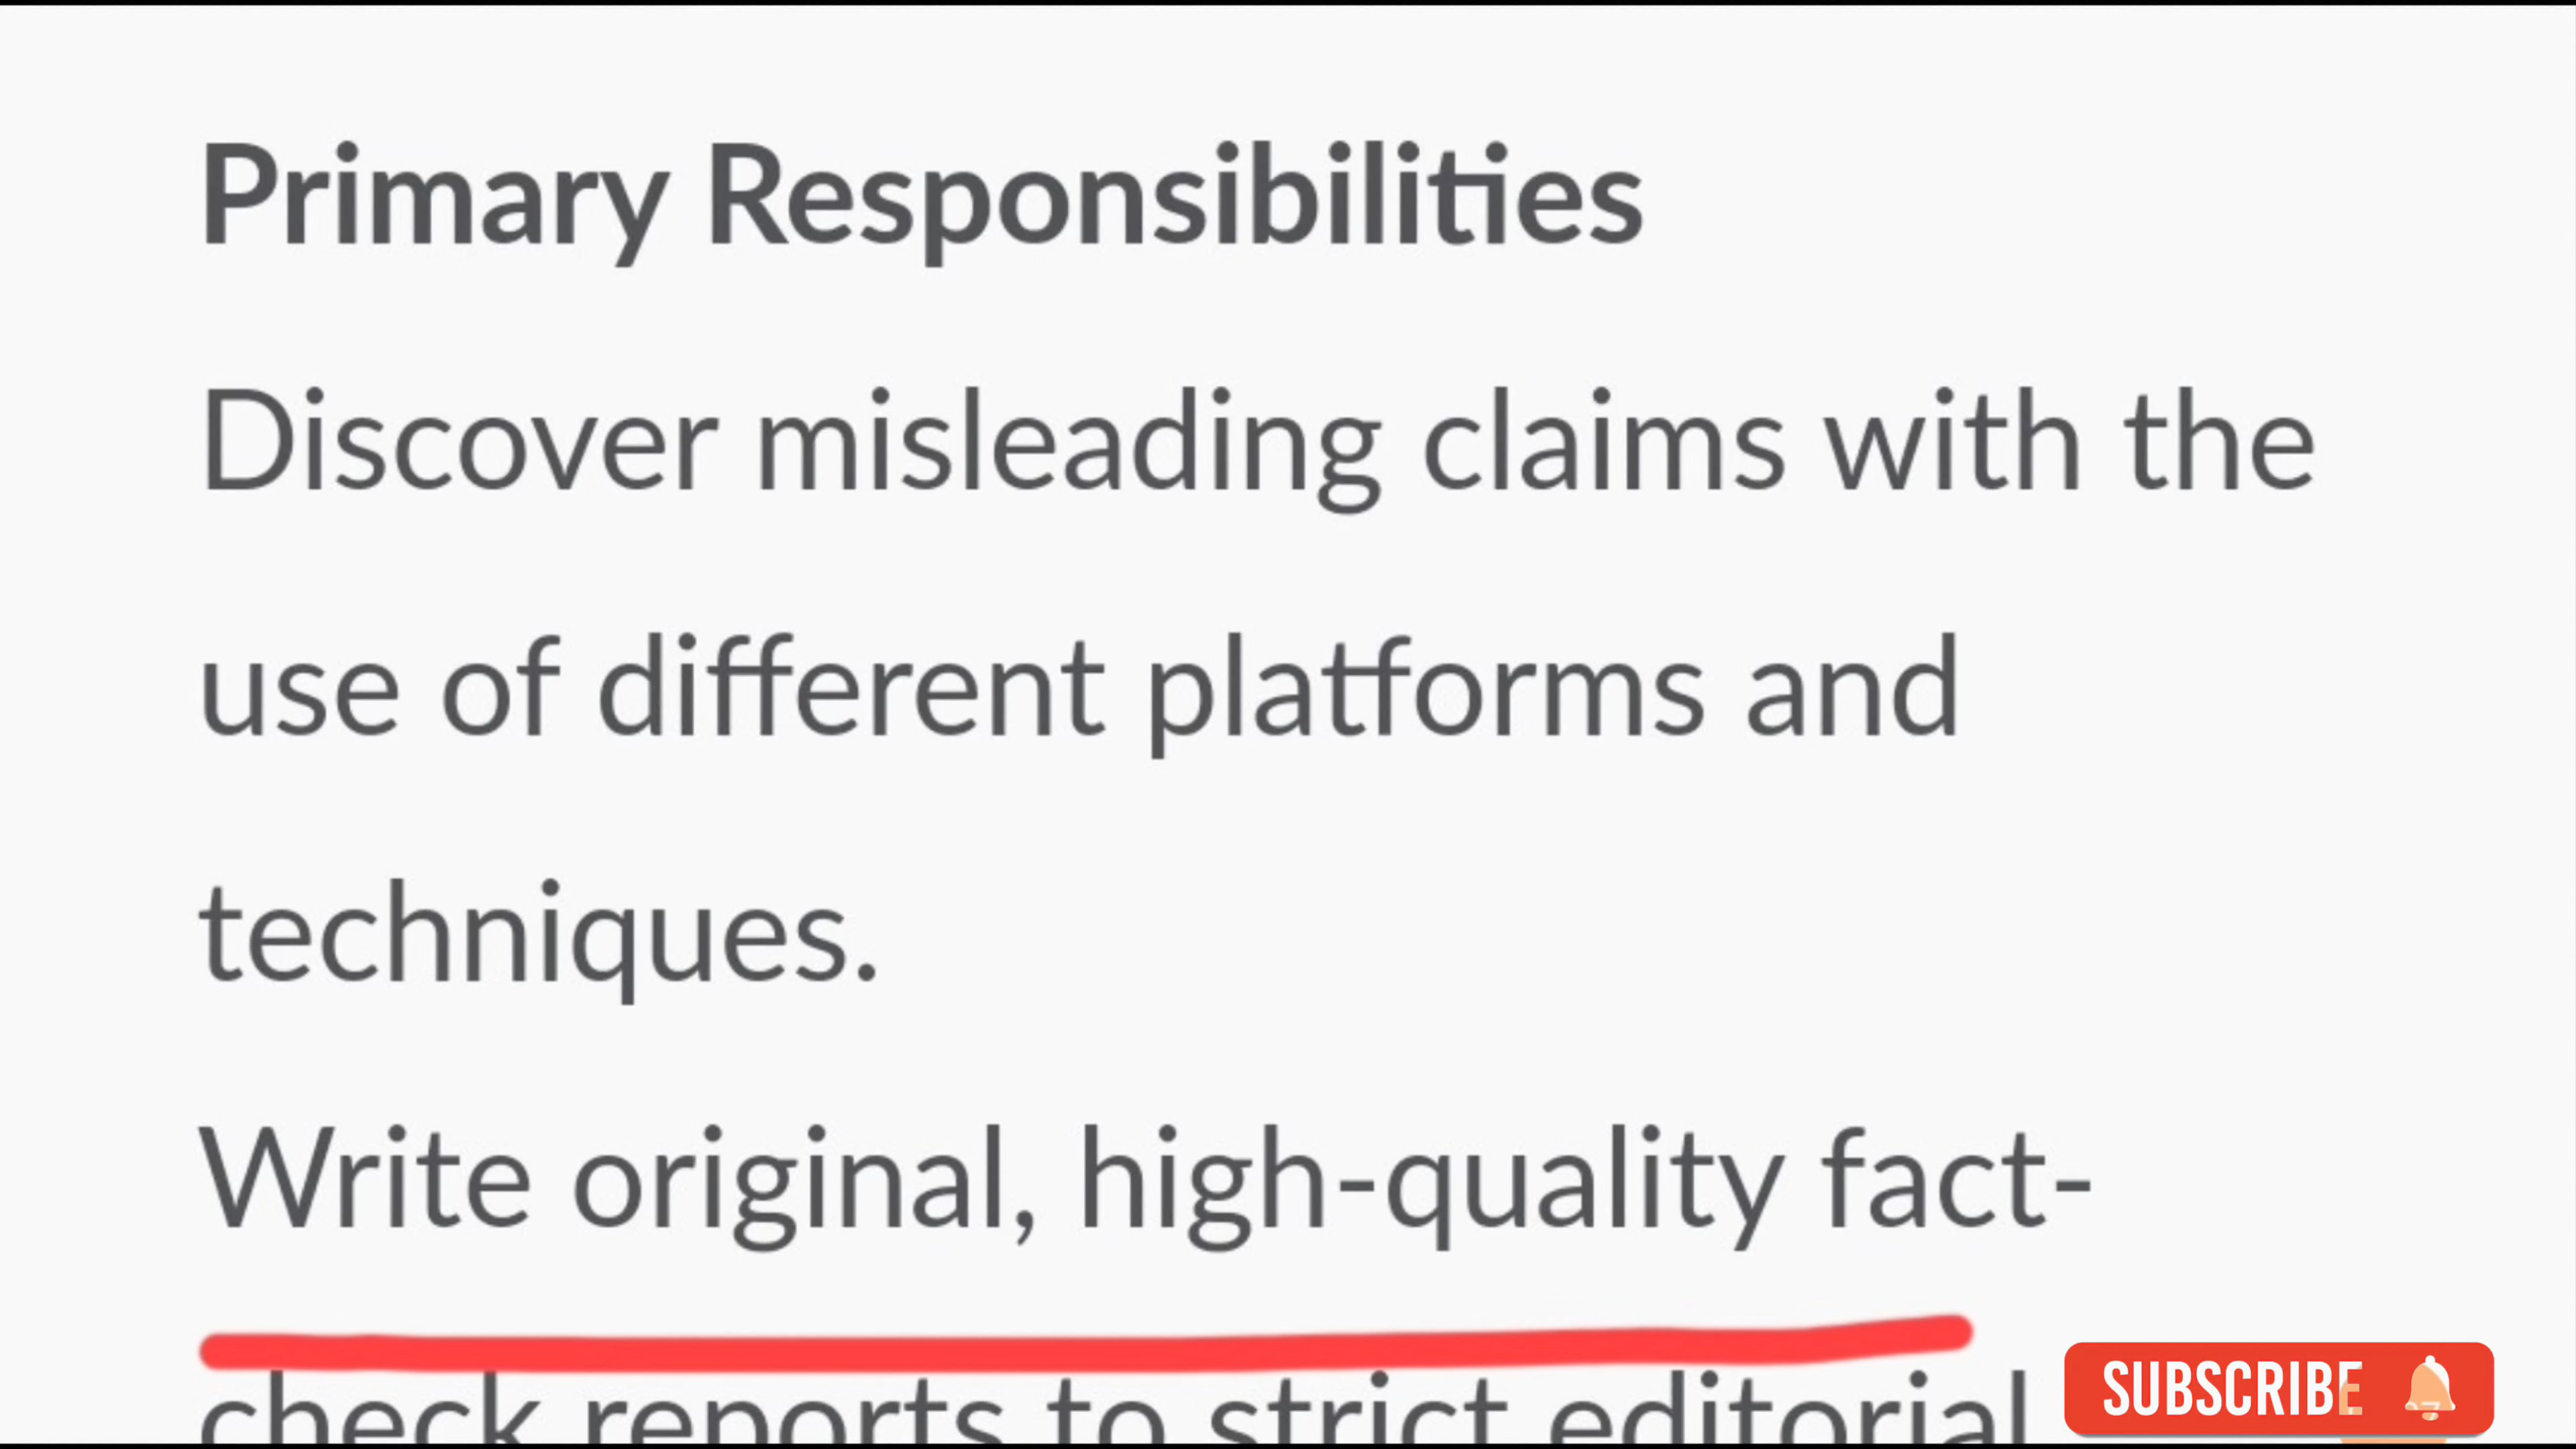 Primary Responsibilities
Discover misleading claims with the
use of different platforms and
techniques.
Write original, high-quality fact-
check reports to strict editorial
SUBSCRIBE